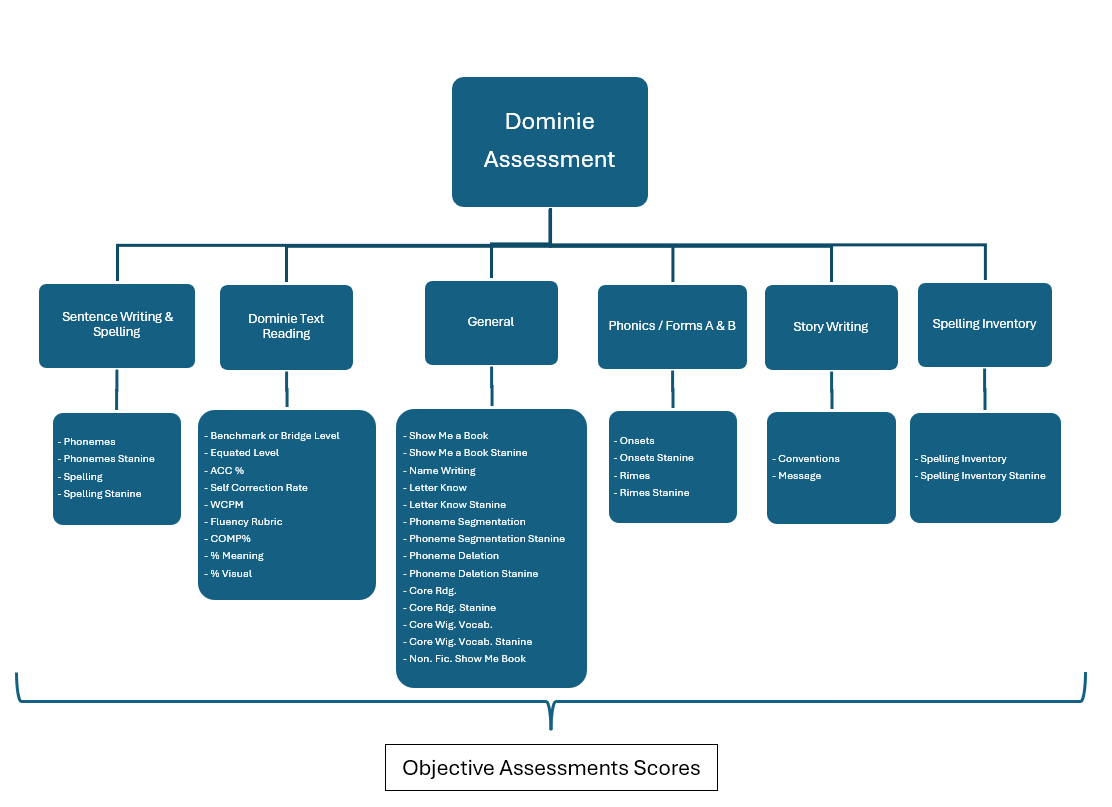 Dominie
Assessment
Sentence Writing &
Spelling
Dominie Text
Reading
General
Phonics / Forms A & B
Story Writing
Spelling Inventory
- Phonemes
- Phonemes Stanine
- Spelling
- Spelling Stanine
- Benchmark or Bridge Level
- Equated Level
- ACC %
- Self Correction Rate
- WCPM
- Fluency Rubric
- COMP%
- % Meaning
- % Visual
- Show Me a Book
- Show Me a Book Stanine
- Name Writing
- Letter Know
- Letter Know Stanine
- Phoneme Segmentation
- Phoneme Segmentation Stanine
- Phoneme Deletion
- Phoneme Deletion Stanine
- Core Rdg.
- Core Rdg. Stanine
- Core Wig. Vocab.
- Core Wig. Vocab. Stanine
- Non. Fic. Show Me Book
- Onsets
- Onsets Stanine
- Rimes
- Rimes Stanine
- Conventions
- Message
- Spelling Inventory
- Spelling Inventory Stanine
Objective Assessments Scores